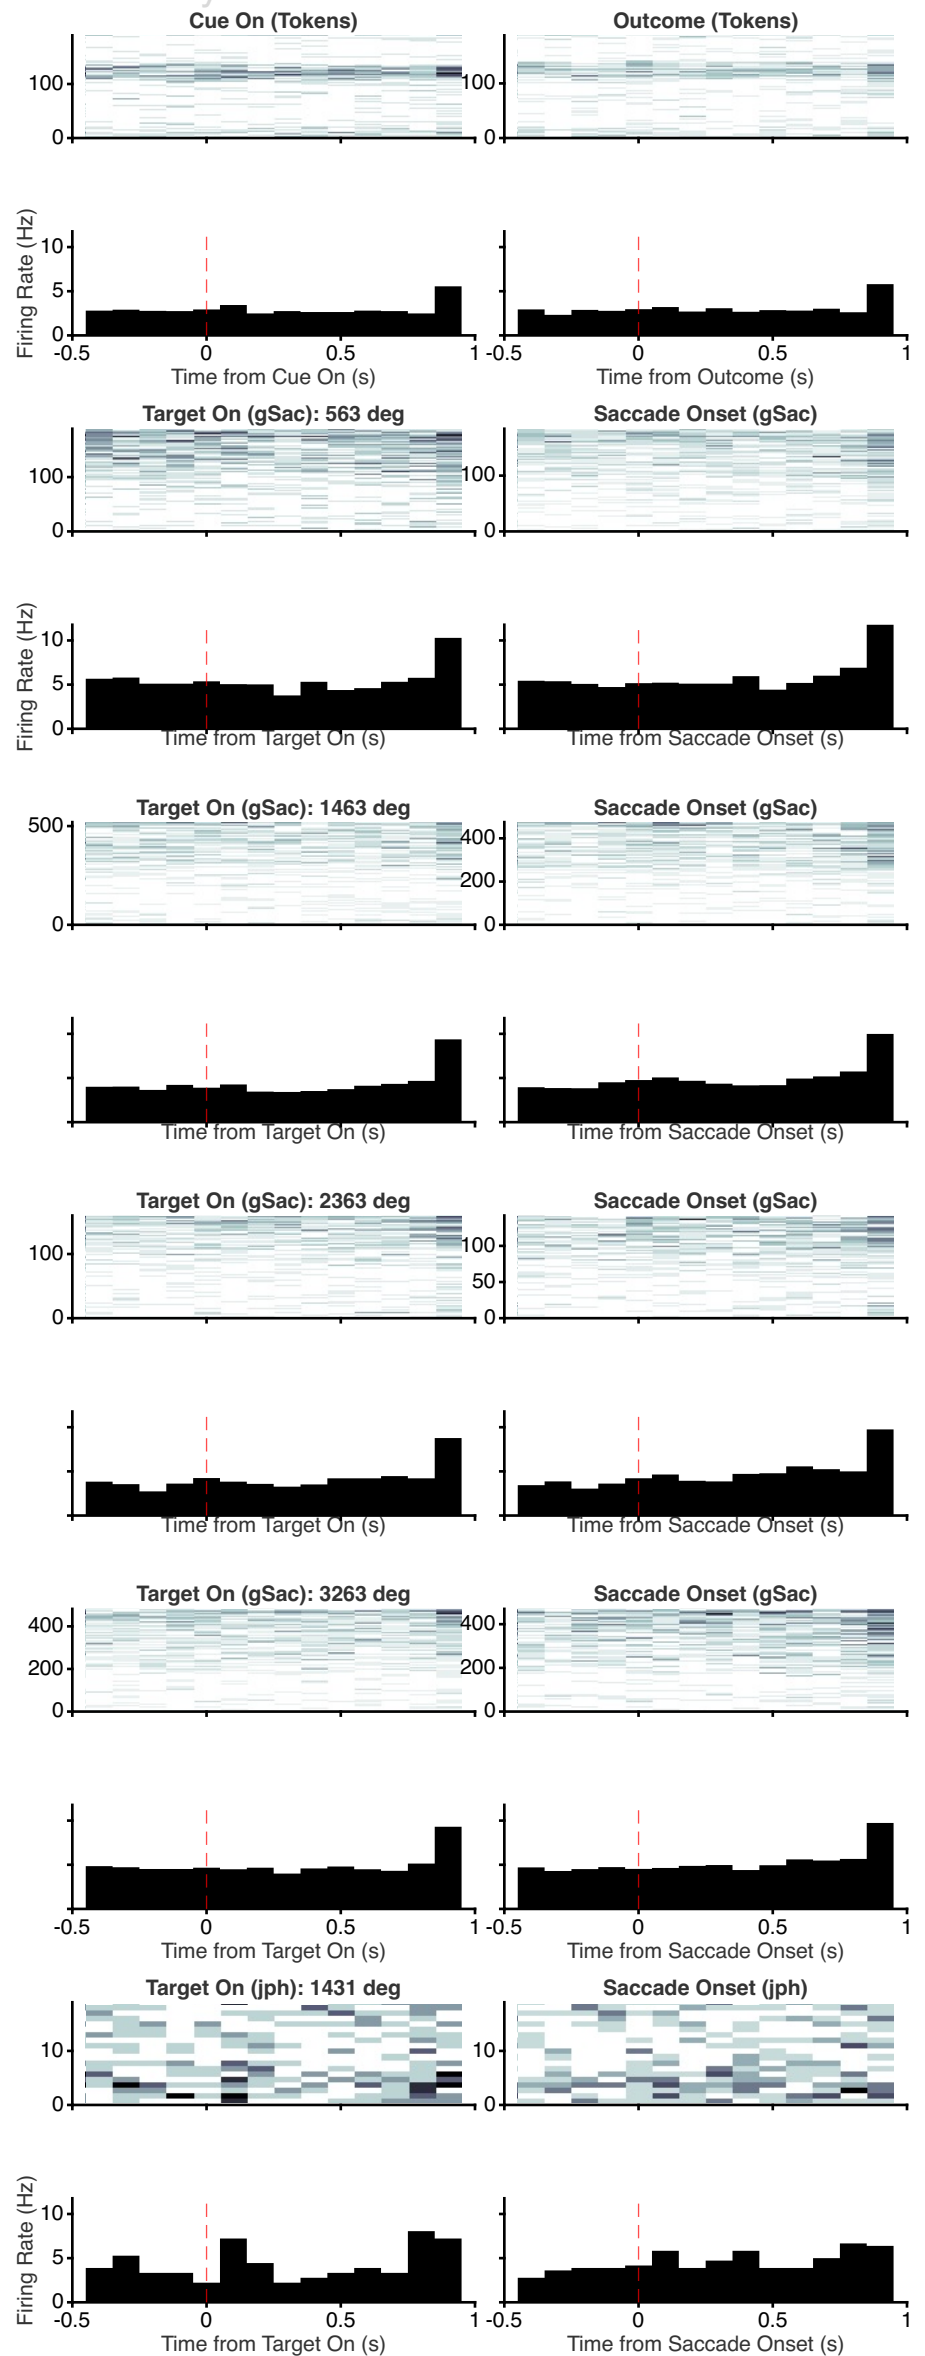 Cue On (Tokens) Outcome (Tokens)
100 100
0 0
Firing Rate (Hz)
10
5
0
-0.5 0 0.5 1 -0.5 0 0.5 1
Time from Cue On (s) Time from Outcome (s)
Target On (gSac): 563 deg Saccade Onset (gSac)
100 100
0 0
Firing Rate (Hz)
10
5
0
Time from Target On (s) Time from Saccade Onset (s)
Target On (gSac): 1463 deg Saccade Onset (gSac)
500 400
200
0 0
Time from Target On (s) Time from Saccade Onset (s)
Target On (gSac): 2363 deg Saccade Onset (gSac)
100 100
50
0 0
Time from Target On (s) Time from Saccade Onset (s)
Target On (gSac): 3263 deg Saccade Onset (gSac)
400 400
200 200
0 0
-0.5 0 0.5 1 -0.5 0 0.5 1
Time from Target On (s) Time from Saccade Onset (s)
Target On (jph): 1431 deg Saccade Onset (jph)
10 10
0 0
Firing Rate (Hz)
10
5
0
-0.5 0 0.5 1 -0.5 0 0.5 1
Time from Target On (s) Time from Saccade Onset (s)